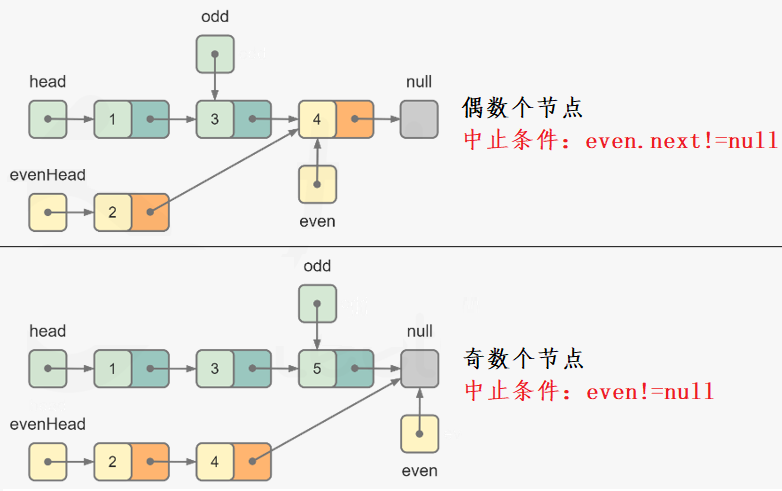 odd
head
null
1
3
4
偶数个节点
中止条件：even.next!=null
evenHead
2
even
odd
head
null
1
3
5
奇数个节点
中止条件：even!=null
evenHead
2
4
even